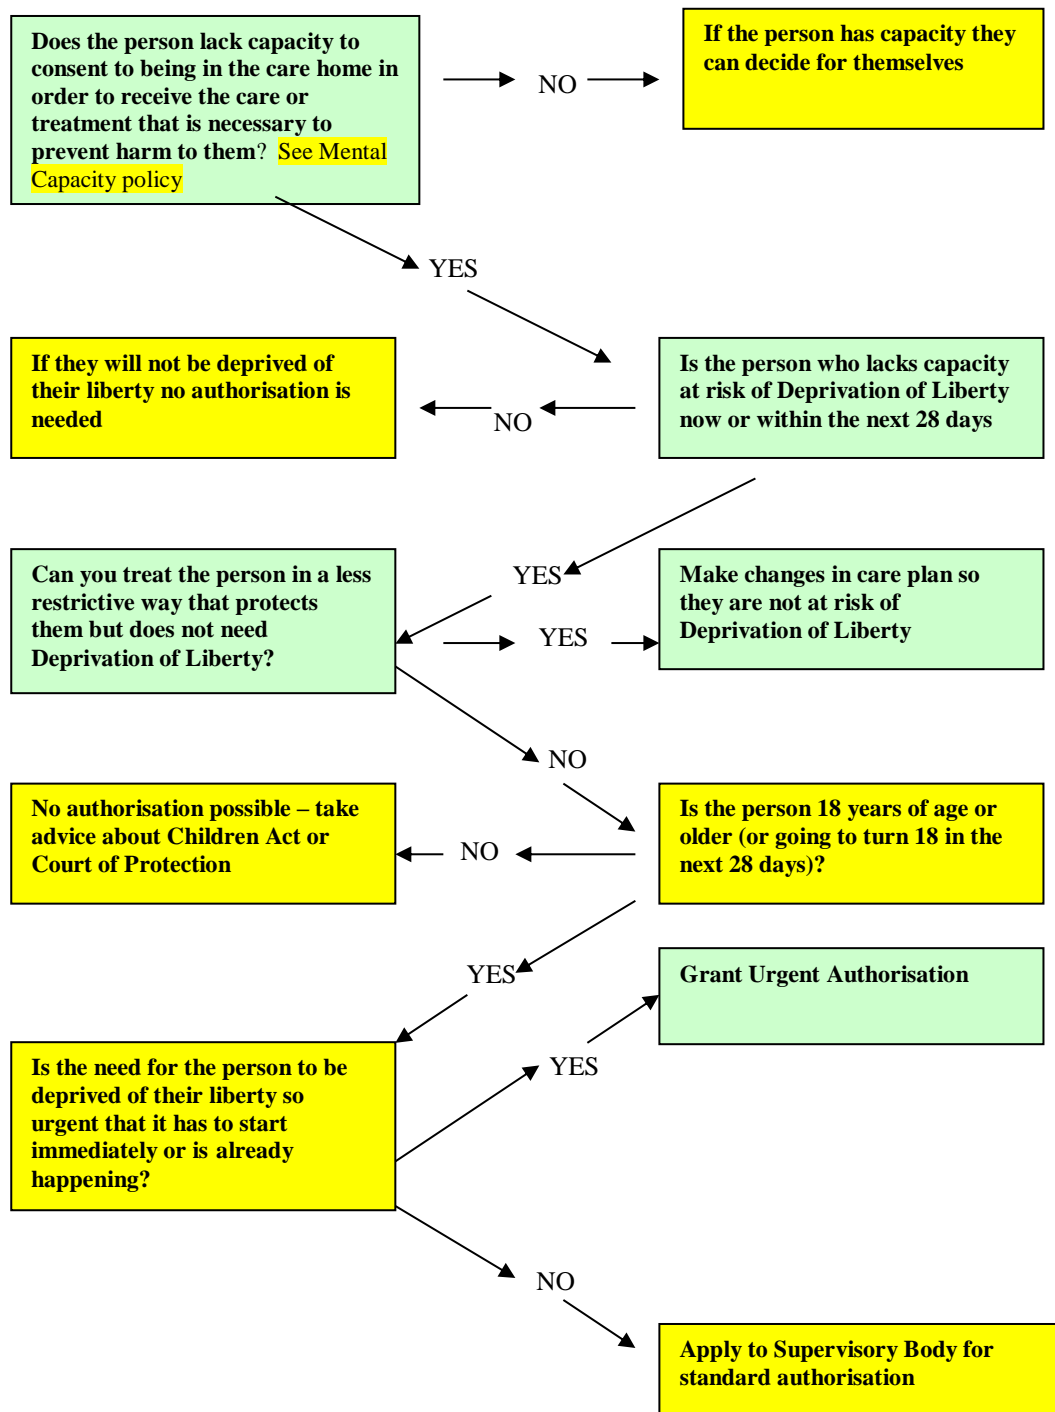 Does the person lack capacity to
consent to being in the care home in
order to receive the care or
treatment that is necessary to
prevent harm to them? See Mental
Capacity policy
NO
If the person has capacity they
can decide for themselves
YES
If they will not be deprived of
their liberty no authorisation is
needed
NO
Is the person who lacks capacity
at risk of Deprivation of Liberty
now or within the next 28 days
YES
Can you treat the person in a less
restrictive way that protects
them but does not need
Deprivation of Liberty?
YES
Make changes in care plan so
they are not at risk of
Deprivation of Liberty
NO
No authorisation possible – take
advice about Children Act or
Court of Protection
NO
Is the person 18 years of age or
older (or going to turn 18 in the
next 28 days)?
YES
Grant Urgent Authorisation
YES
Is the need for the person to be
deprived of their liberty so
urgent that it has to start
immediately or is already
happening?
NO
Apply to Supervisory Body for
standard authorisation